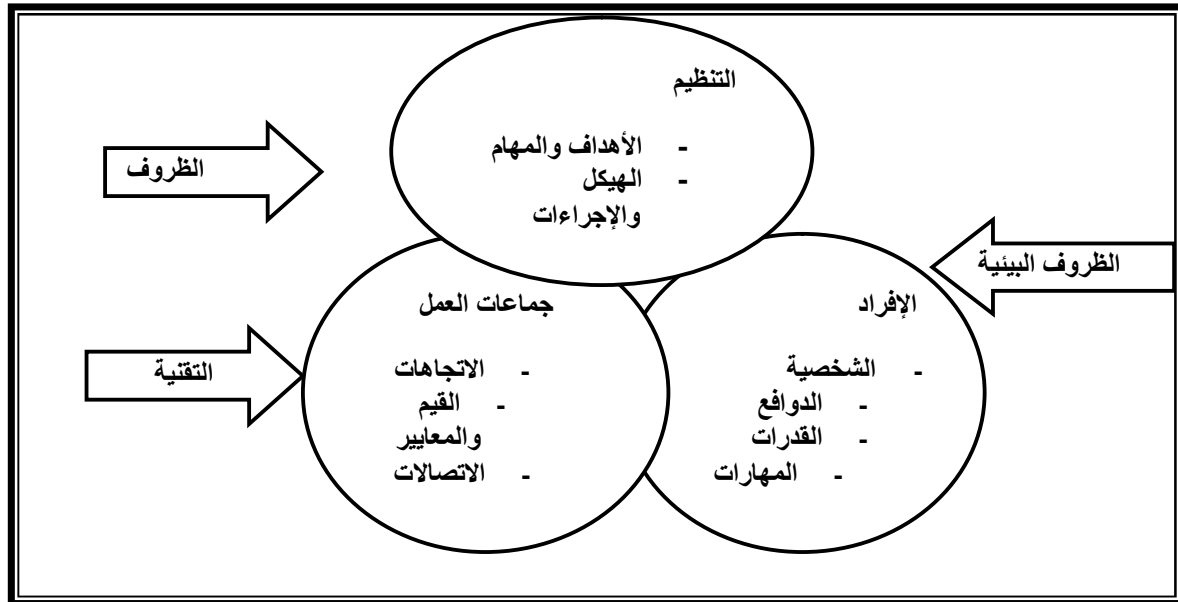 التنظيم
- الأهداف والمهام
- الهيكل
والإجراءات
الظروف
الظروف البيئية
الإفراد
- الشخصية
- الدوافع
- القدرات
- المهارات
جماعات العمل
- الاتجاهات
- القيم
والمعايير
- الاتصالات
التقنية